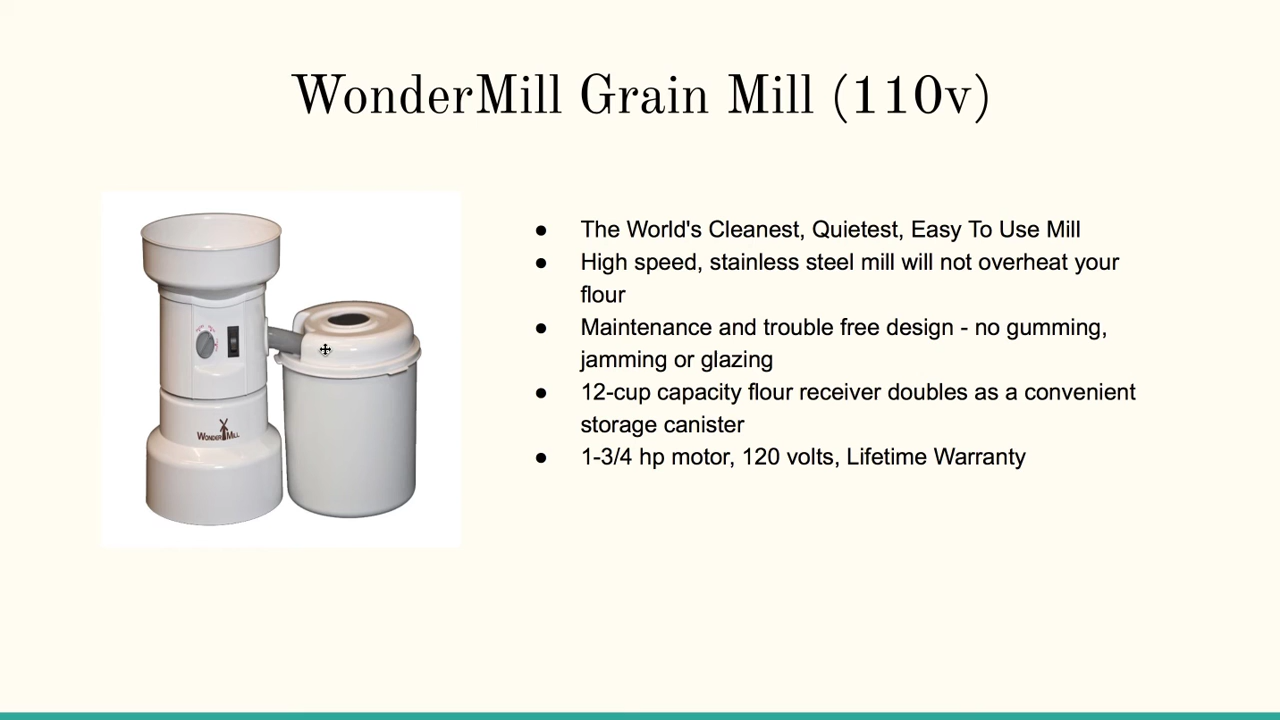 WonderMill Grain Mill (110v)
● The World's Cleanest, Quietest, Easy To Use Mill
● High speed, stainless steel mill will not overheat your
flour
● Maintenance and trouble free design - no gumming,
jamming or glazing
● 12-cup capacity flour receiver doubles as a convenient
storage canister
● 1-3/4 hp motor, 120 volts, Lifetime Warranty
WONDER MILL